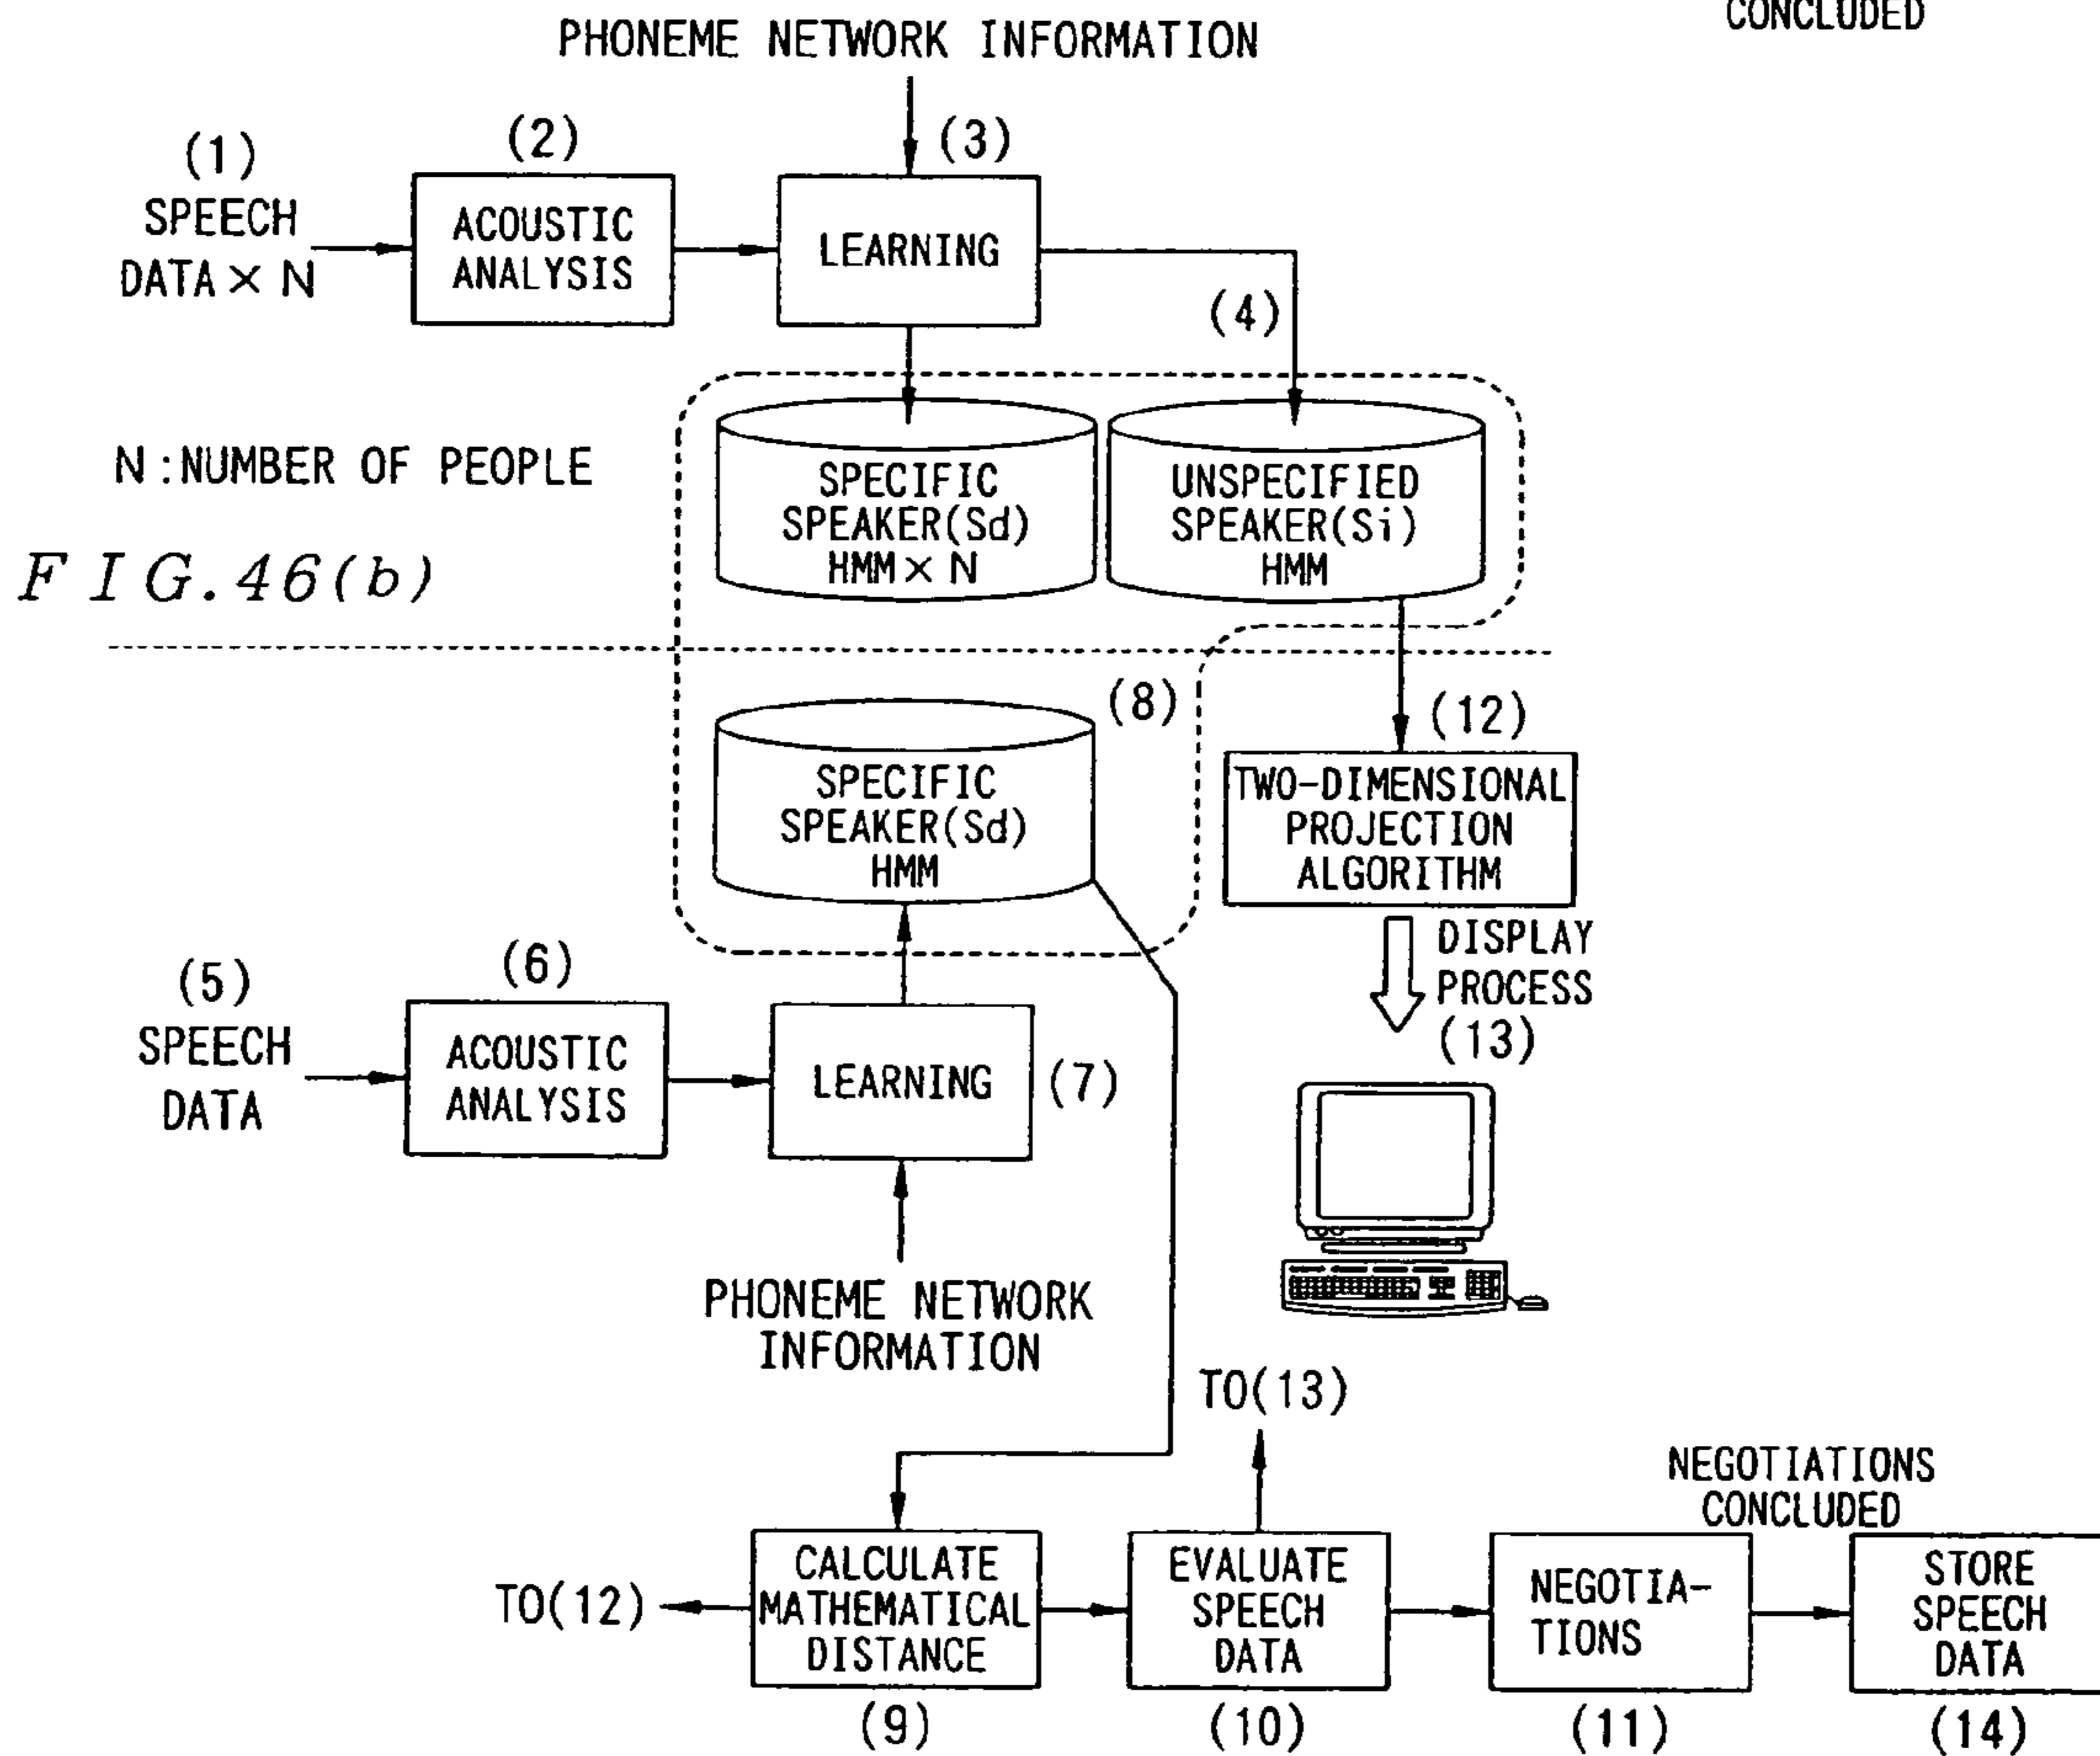 CONCLUDED
PHONEME NETWORK INFORMATION
(1)
SPEECH
DATA × N
(2)
ACOUSTIC
ANALYSIS
(3)
LEARNING
(4)
N :NUMBER OF PEOPLE
SPECIFIC
SPEAKER(Sd)
HMM × N
UNSPECIFIED
SPEAKER(Si)
HMM
FIG.46(b)
(8)
SPECIFIC
SPEAKER(Sd)
HMM
(12)
TWO-DIMENSIONAL
PROJECTION
ALGORITHM
DISPLAY
PROCESS
(13)
(5)
SPEECH
DATA
(6)
ACOUSTIC
ANALYSIS
LEARNING
(7)
PHONEME NETWORK
INFORMATION
TO(13)
TO(12)
CALCULATE
MATHEMATICAL
DISTANCE
(9)
EVALUATE
SPEECH
DATA
(10)
NEGOTIA-
TIONS
(11)
NEGOTIATIONS
CONCLUDED
STORE
SPEECH
DATA
(14)